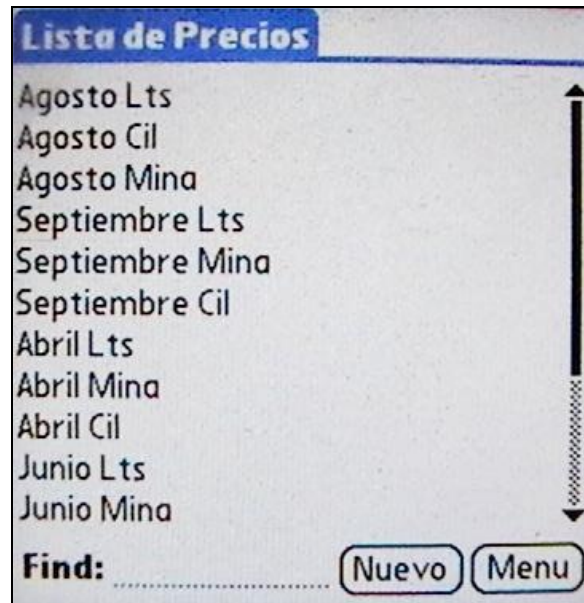 Lista de Precios
Agosto Lts
Agosto Cil
Agosto Mina
Septiembre Lts
Septiembre Mina
Septiembre Cil
Abril Lts
Abril Mina
Abril Cil
Junio Lts
Junio Mina
Find: Nuevo Menu